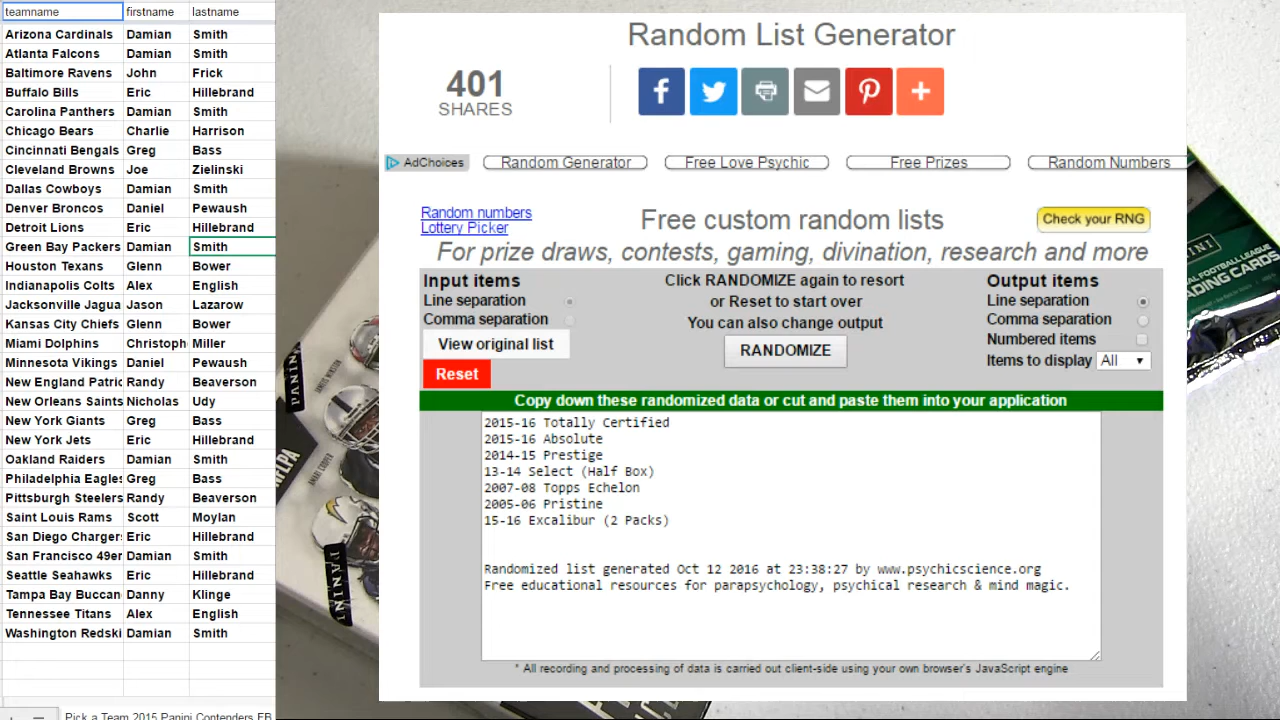 teamname firstname lastname
Arizona Cardinals Damian Smith
Atlanta Falcons Damian Smith
Baltimore Ravens John Frick
Buffalo Bills Eric Hillebrand
Carolina Panthers Damian Smith
Chicago Bears Charlie Harrison
Cincinnati Bengals Greg Bass
Cleveland Browns Joe Zielinski
Dallas Cowboys Damian Smith
Denver Broncos Daniel Pewaush
Detroit Lions Eric Hillebrand
Green Bay Packers Damian Smith
Houston Texans Glenn Bower
Indianapolis Colts Alex English
Jacksonville Jagua Jason Lazarow
Kansas City Chiefs Glenn Bower
Miami Dolphins Christoph Miller
Minnesota Vikings Daniel Pewaush
New England Patric Randy Beaverson
New Orleans Saints Nicholas Udy
New York Giants Greg Bass
New York Jets Eric Hillebrand
Oakland Raiders Damian Smith
Philadelphia Eagles Greg Bass
Pittsburgh Steelers Randy Beaverson
Saint Louis Rams Scott Moylan
San Diego Charger Eric Hillebrand
San Francisco 49er Damian Smith
Seattle Seahawks Eric Hillebrand
Tampa Bay Buccan Danny Klinge
Tennessee Titans Alex English
Washington Redski Damian Smith
Pick a Team 2015 Panini Contenders FB
Random List Generator
401
SHARES
AdChoices
Random Generator
Free Love Psychic
Free Prizes
Random Numbers
Random numbers
Lottery Picker
Free custom random lists
Check your RNG
For prize draws, contests, gaming, divination, research and more
Input items
Line separation
Comma separation
View original list
Reset
Click RANDOMIZE again to resort
or Reset to start over
You can also change output
RANDOMIZE
Output items
Line separation
Comma separation
Numbered items
Items to display All
Copy down these randomized data or cut and paste them into your application
2015-16 Totally Certified
2015-16 Absolute
2014-15 Prestige
13-14 Select (Half Box)
2007-08 Topps Echelon
2005-06 Pristine
15-16 Excalibur (2 Packs)
Randomized list generated Oct 12 2016 at 23:38:27 by www.psychicscience.org
Free educational resources for parapsychology, psychical research & mind magic.
* All recording and processing of data is carried out client-side using your own browser's JavaScript engine
PANINI
AMARI COOPER
NFLPA
PANINI